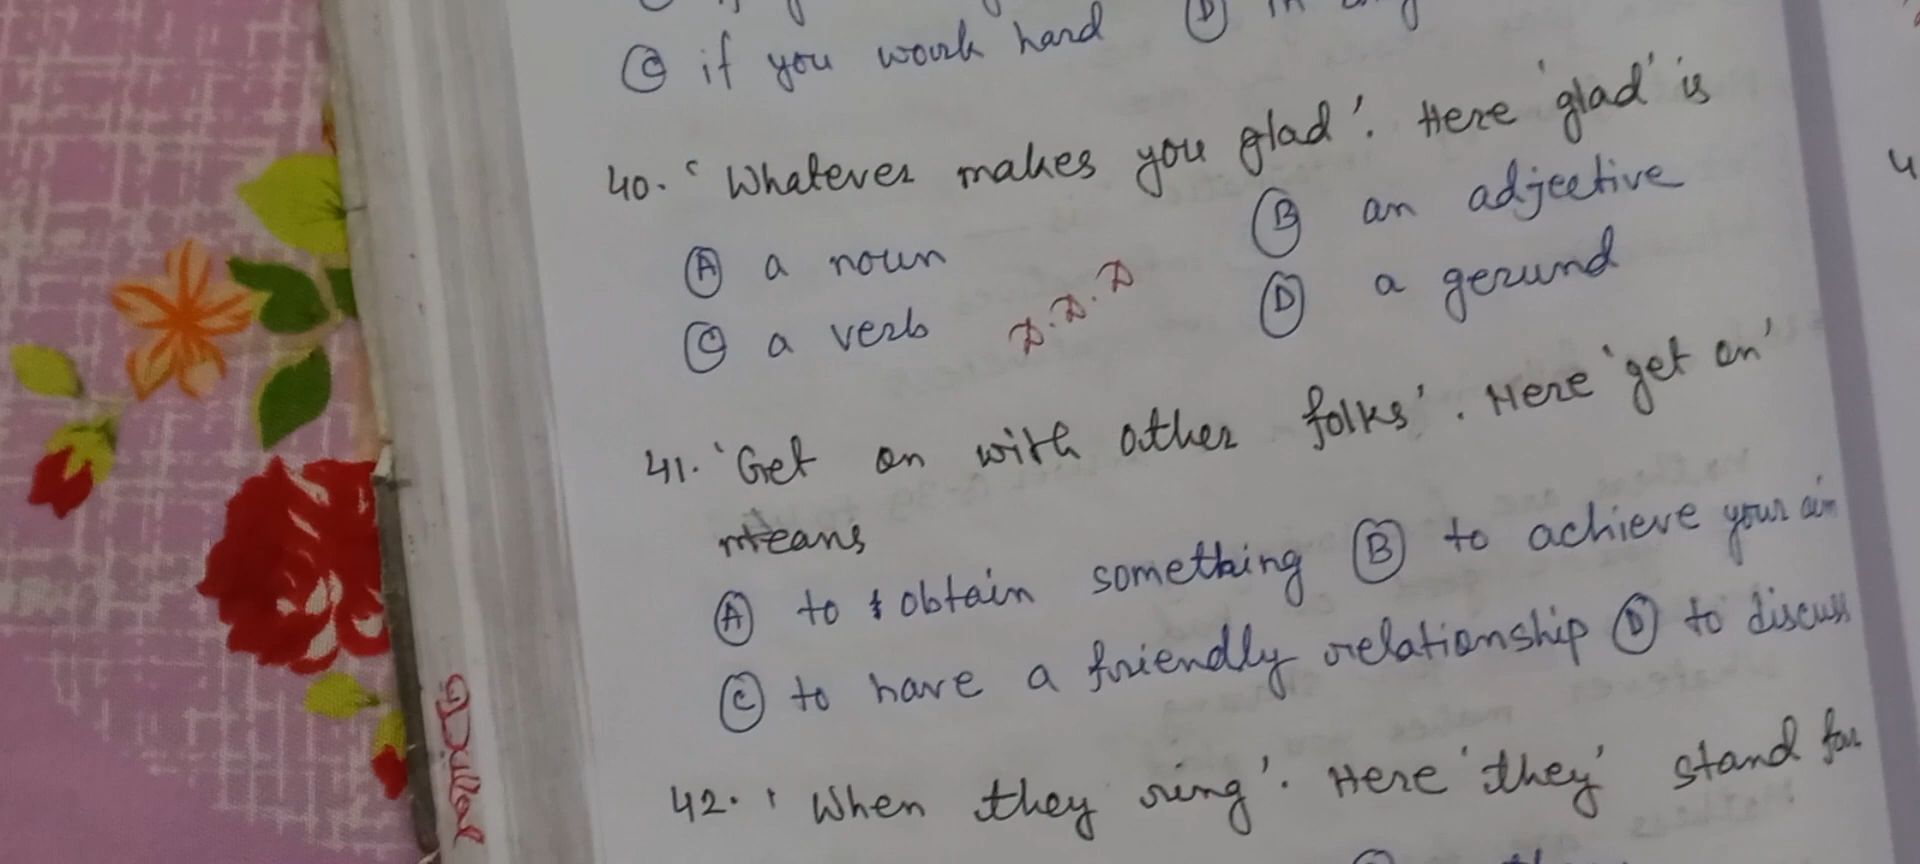 Ⓒ if you work hard Ⓓ in
40. 'Whatever makes you glad'. Here 'glad' is
Ⓐ a noun Ⓑ an adjective
Ⓒ a verb D.D.D Ⓓ a gerund
41. 'Get on with other folks'. Here 'get on'
means
Ⓐ to obtain something Ⓑ to achieve your aim
Ⓒ to have a friendly relationship Ⓓ to discuss
42. 'When they ring'. Here 'they' stand for